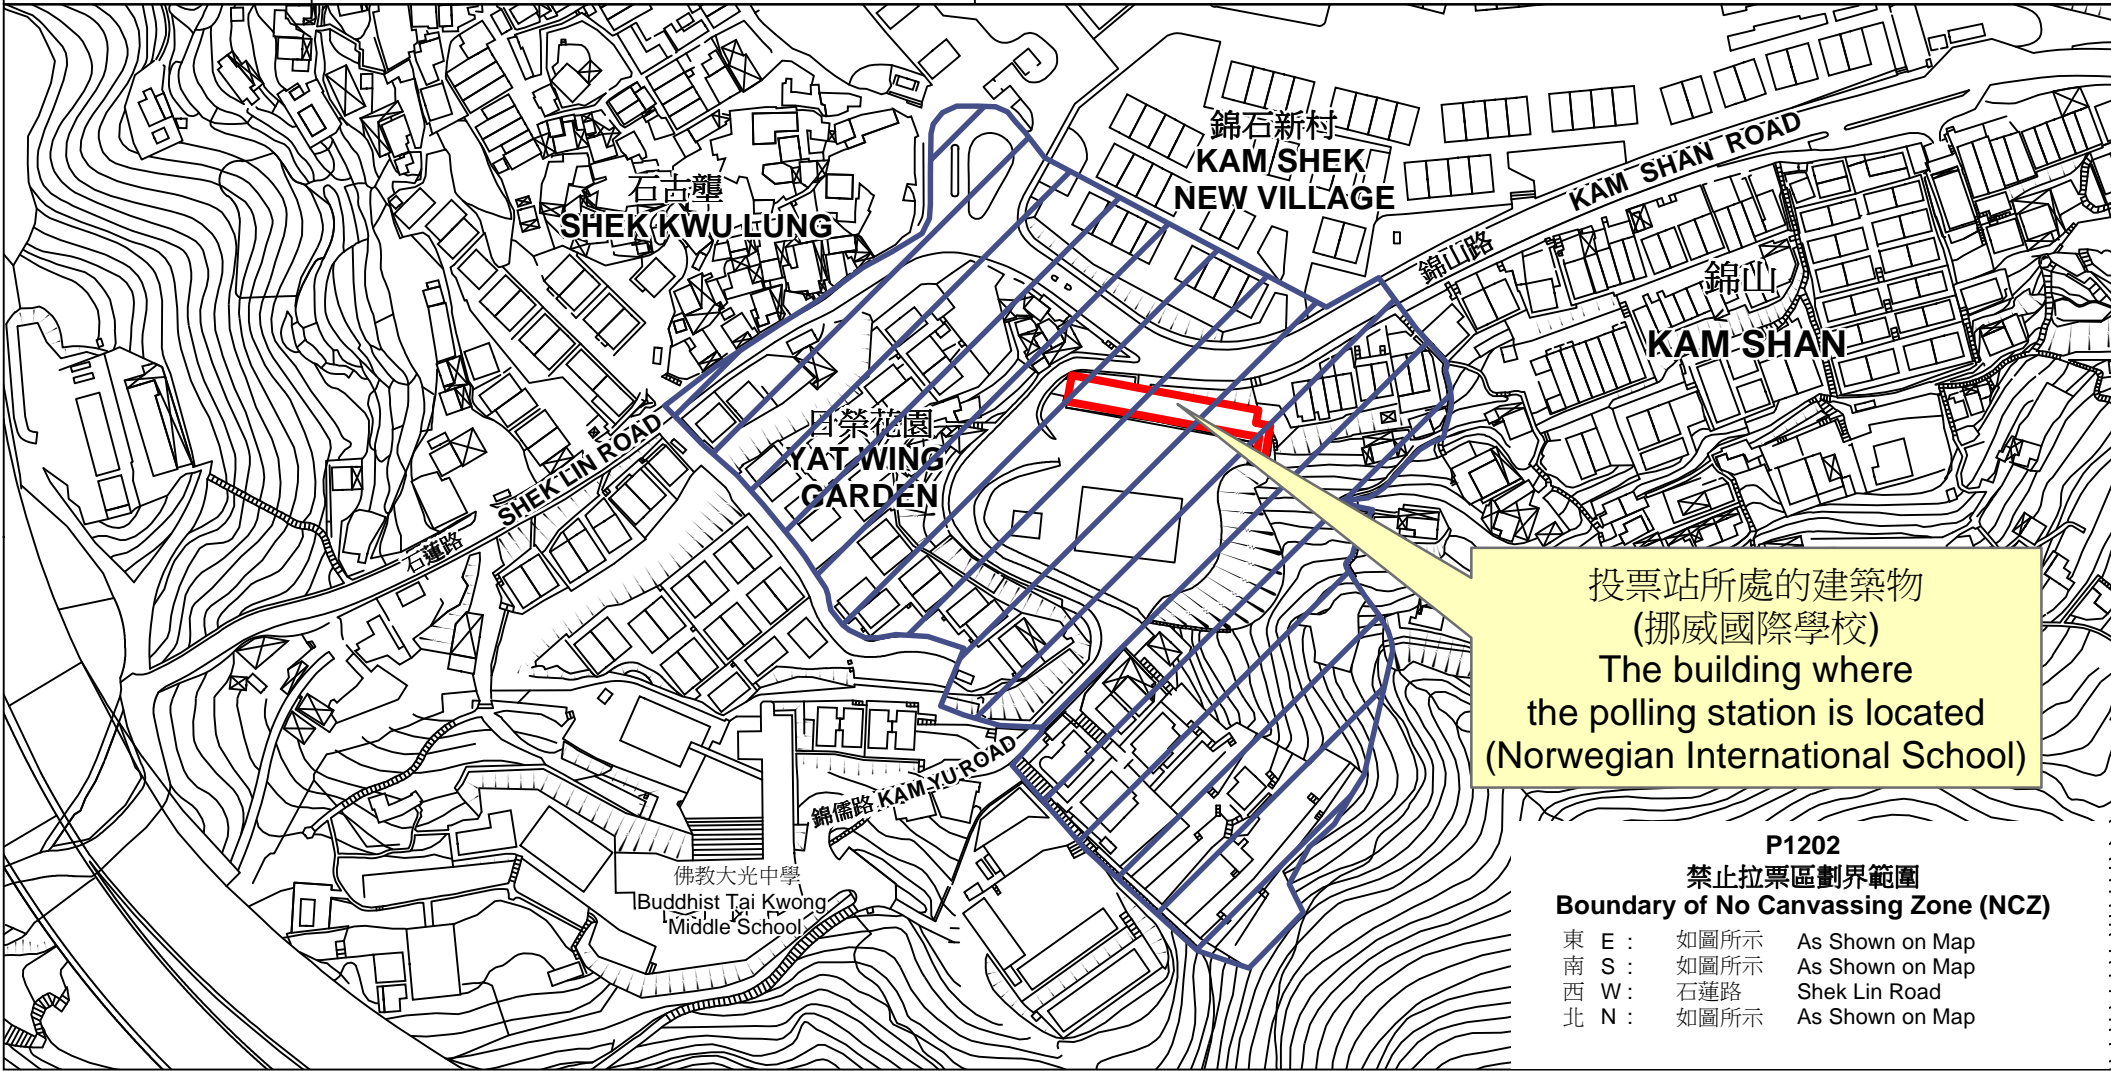 錦石新村
KAM SHEK
NEW VILLAGE
KAM SHAN ROAD
錦山路
石古壟
SHEK KWU LUNG
錦山
KAM SHAN
日榮花園
YAT WING
GARDEN
SHEK LIN ROAD
石蓮路
投票站所處的建築物
(挪威國際學校)
The building where
the polling station is located
(Norwegian International School)
錦儒路 KAM YU ROAD
佛教大光中學
Buddhist Tai Kwong
Middle School
P1202
禁止拉票區劃界範圍
Boundary of No Canvassing Zone (NCZ)
東 E : 如圖所示 As Shown on Map
南 S : 如圖所示 As Shown on Map
西 W : 石蓮路 Shek Lin Road
北 N : 如圖所示 As Shown on Map